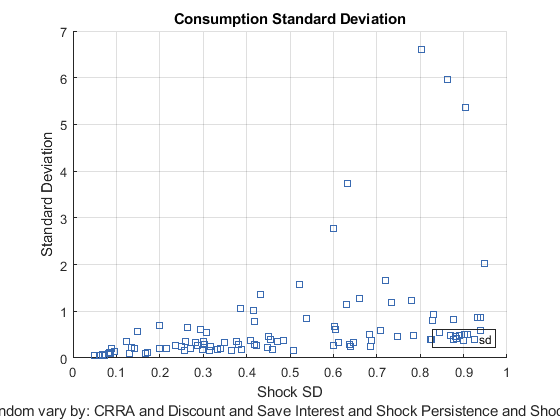 Consumption Standard Deviation
7
6
5
4
3
2
1
0
Standard Deviation
sd
0 0.1 0.2 0.3 0.4 0.5 0.6 0.7 0.8 0.9 1
Shock SD
vary by: CRRA and Discount and Save Interest and Shock Persistence and